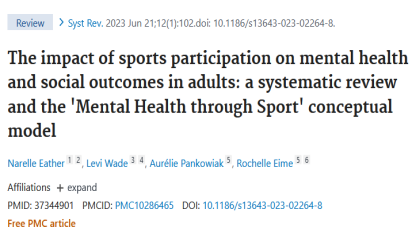 Review > Syst Rev. 2023 Jun 21;12(1):102.doi: 10.1186/s13643-023-02264-8.
The impact of sports participation on mental health
and social outcomes in adults: a systematic review
and the 'Mental Health through Sport' conceptual
model
Narelle Eather 1 2, Levi Wade 3 4, Aurélie Pankowiak 5, Rochelle Eime 5 6
Affiliations + expand
PMID: 37344901 PMCID: PMC10286465 DOI: 10.1186/s13643-023-02264-8
Free PMC article